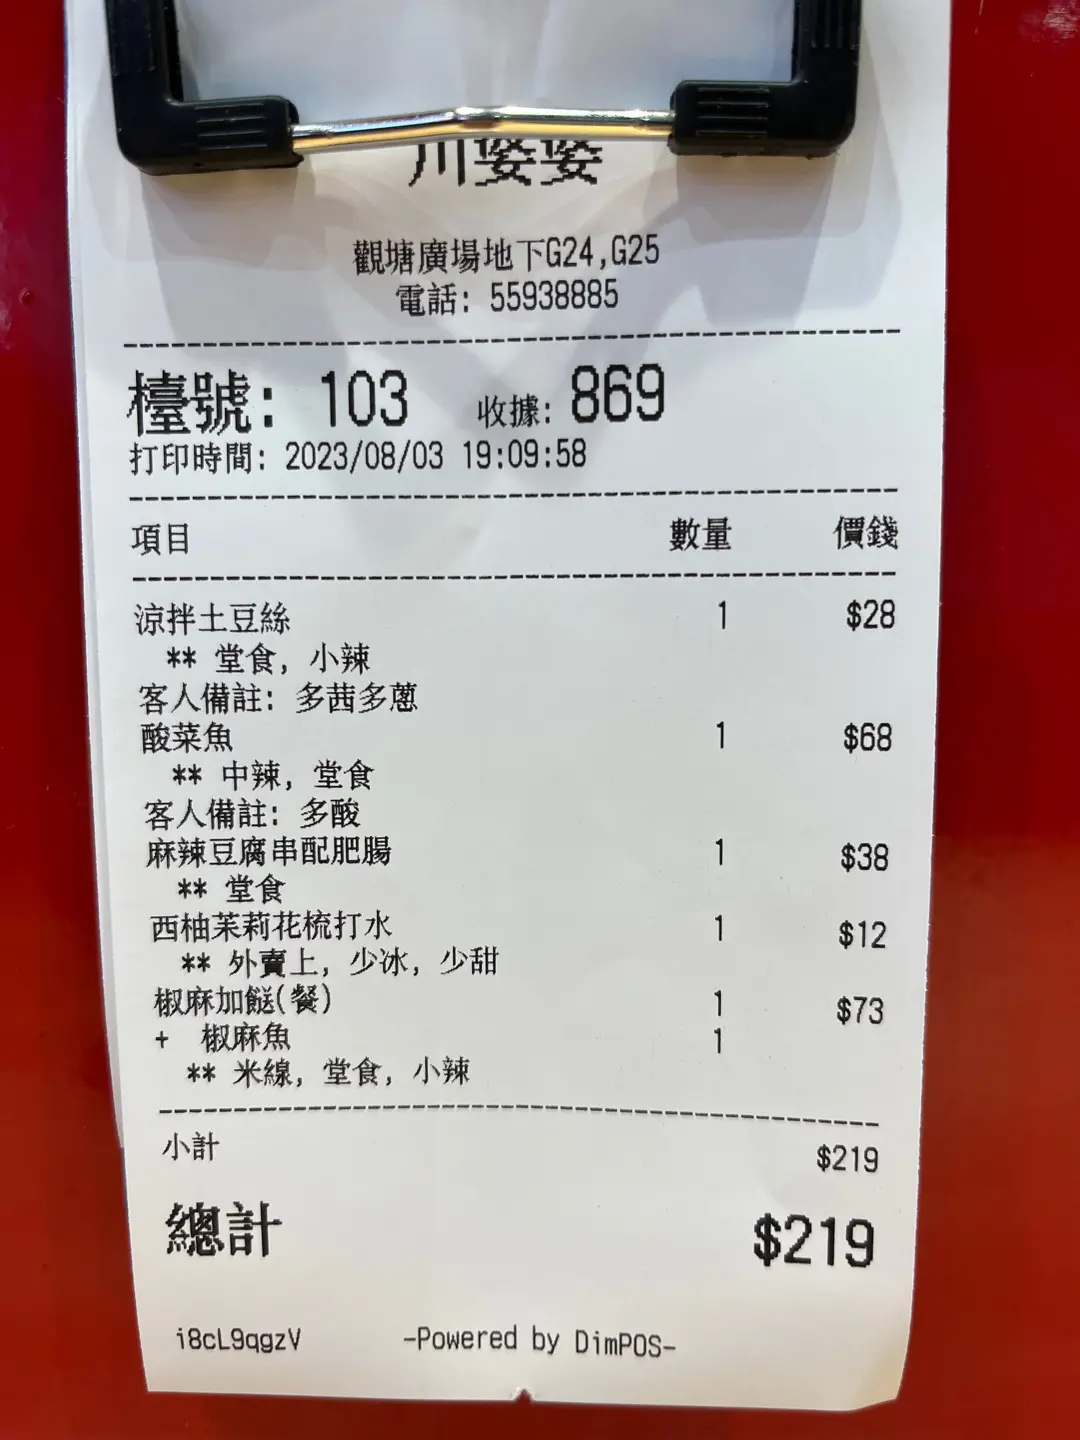 川婆婆
觀塘廣場地下G24,G25
電話: 55938885
檯號: 103 收據: 869
打印時間: 2023/08/03 19:09:58
項目 數量 價錢
涼拌土豆絲 1 $28
** 堂食, 小辣
客人備註: 多茜多蔥
酸菜魚 1 $68
** 中辣, 堂食
客人備註: 多酸
麻辣豆腐串配肥腸 1 $38
** 堂食
西柚茉莉花梳打水 1 $12
** 外賣上, 少冰, 少甜
椒麻加餸(餐) 1 $73
+ 椒麻魚 1
** 米線, 堂食, 小辣
小計 $219
總計 $219
i8cL9qgzV -Powered by DimPOS-